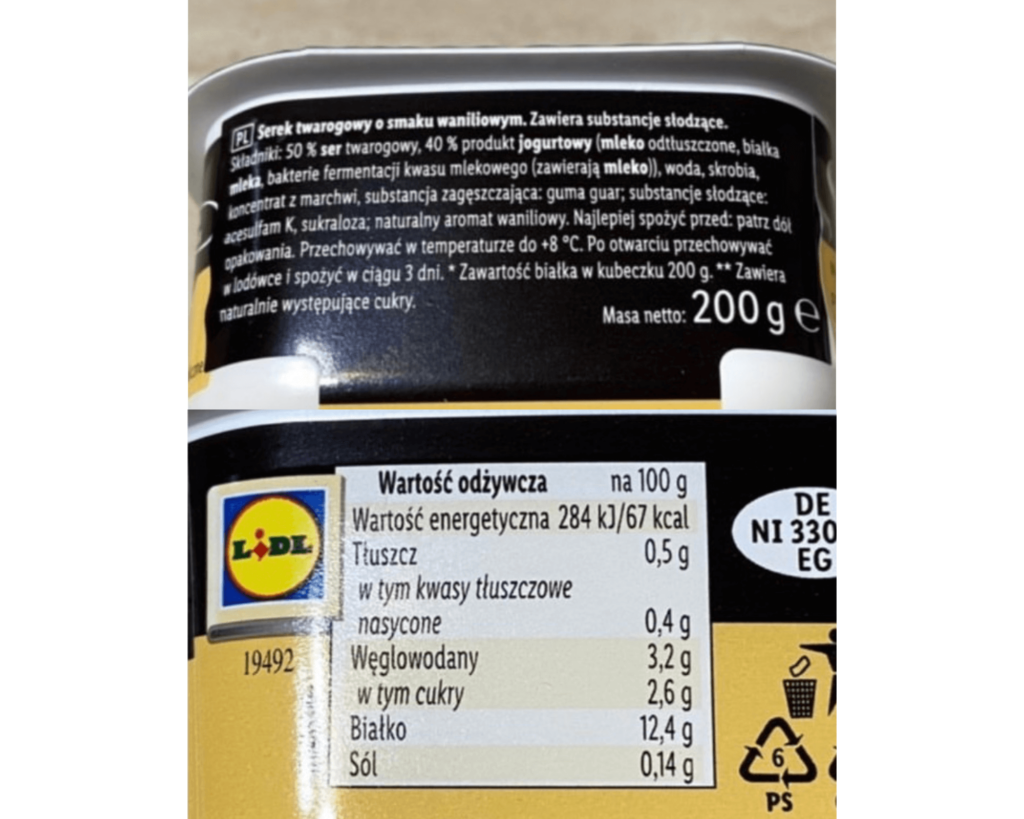 PL Serek twarogowy o smaku waniliowym. Zawiera substancje słodzące.
Składniki: 50 % ser twarogowy, 40 % produkt jogurtowy (mleko odtłuszczone, białka
mleka, bakterie fermentacji kwasu mlekowego (zawierają mleko)), woda, skrobia,
koncentrat z marchwi, substancja zagęszczająca: guma guar; substancje słodzące:
acesulfam K, sukraloza; naturalny aromat waniliowy. Najlepiej spożyć przed: patrz dół
opakowania. Przechowywać w temperaturze do +8 °C. Po otwarciu przechowywać
w lodówce i spożyć w ciągu 3 dni. * Zawartość białka w kubeczku 200 g. ** Zawiera
naturalnie występujące cukry.
Masa netto: 200 g e
Wartość odżywcza na 100 g
Wartość energetyczna 284 kJ/67 kcal
Tłuszcz 0,5 g
w tym kwasy tłuszczowe
nasycone 0,4 g
Węglowodany 3,2 g
w tym cukry 2,6 g
Białko 12,4 g
Sól 0,14 g
LIDL
19492
DE
NI 330
EG
6
PS